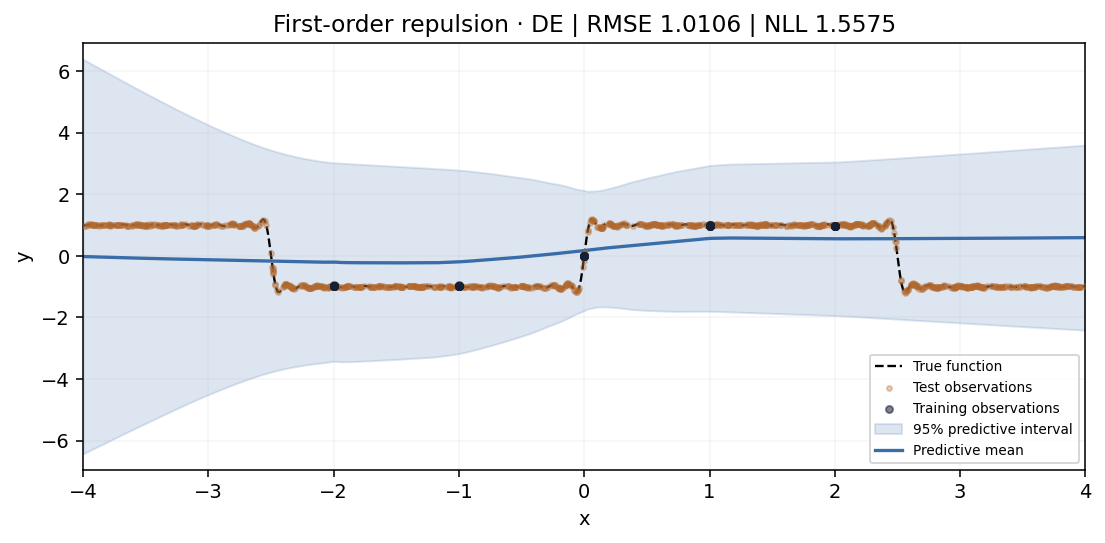 First-order repulsion · DE | RMSE 1.0106 | NLL 1.5575
y
6
4
2
0
−2
−4
−6
True function
Test observations
Training observations
95% predictive interval
Predictive mean
−4 −3 −2 −1 0 1 2 3 4
x